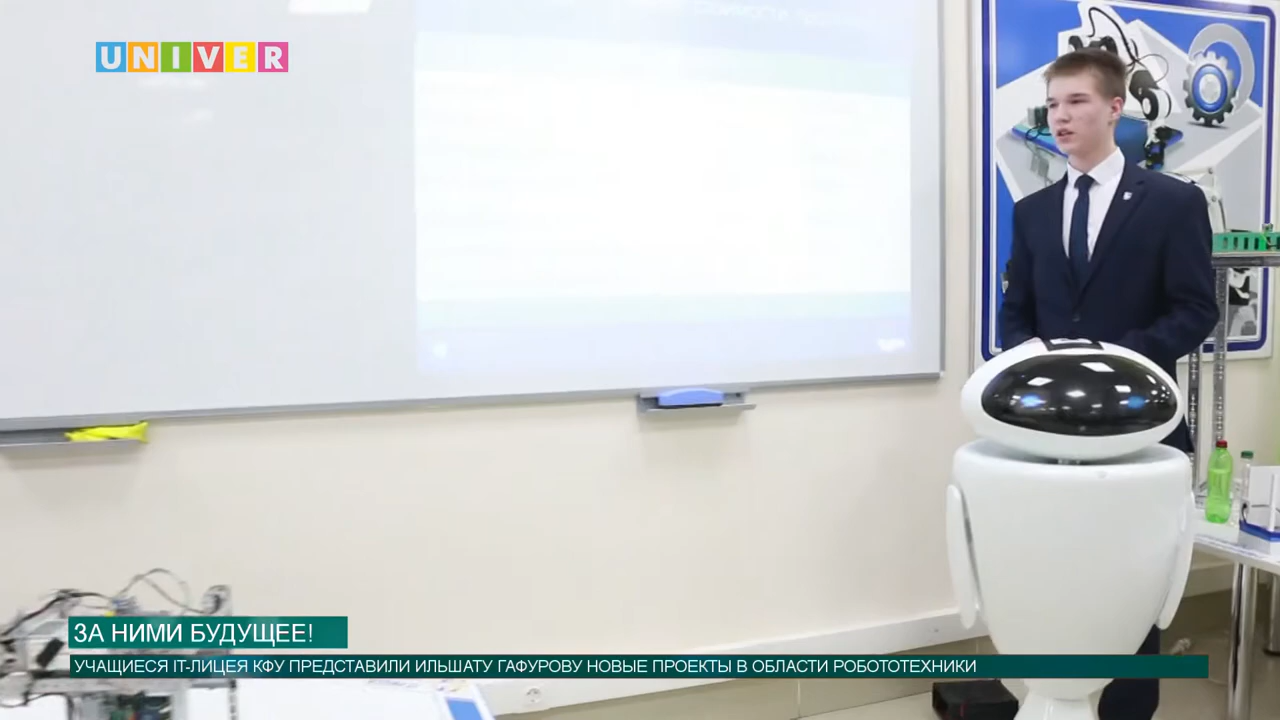 UNIVER
ЗА НИМИ БУДУЩЕЕ!
УЧАЩИЕСЯ IT-ЛИЦЕЯ КФУ ПРЕДСТАВИЛИ ИЛЬШАТУ ГАФУРОВУ НОВЫЕ ПРОЕКТЫ В ОБЛАСТИ РОБОТОТЕХНИКИ